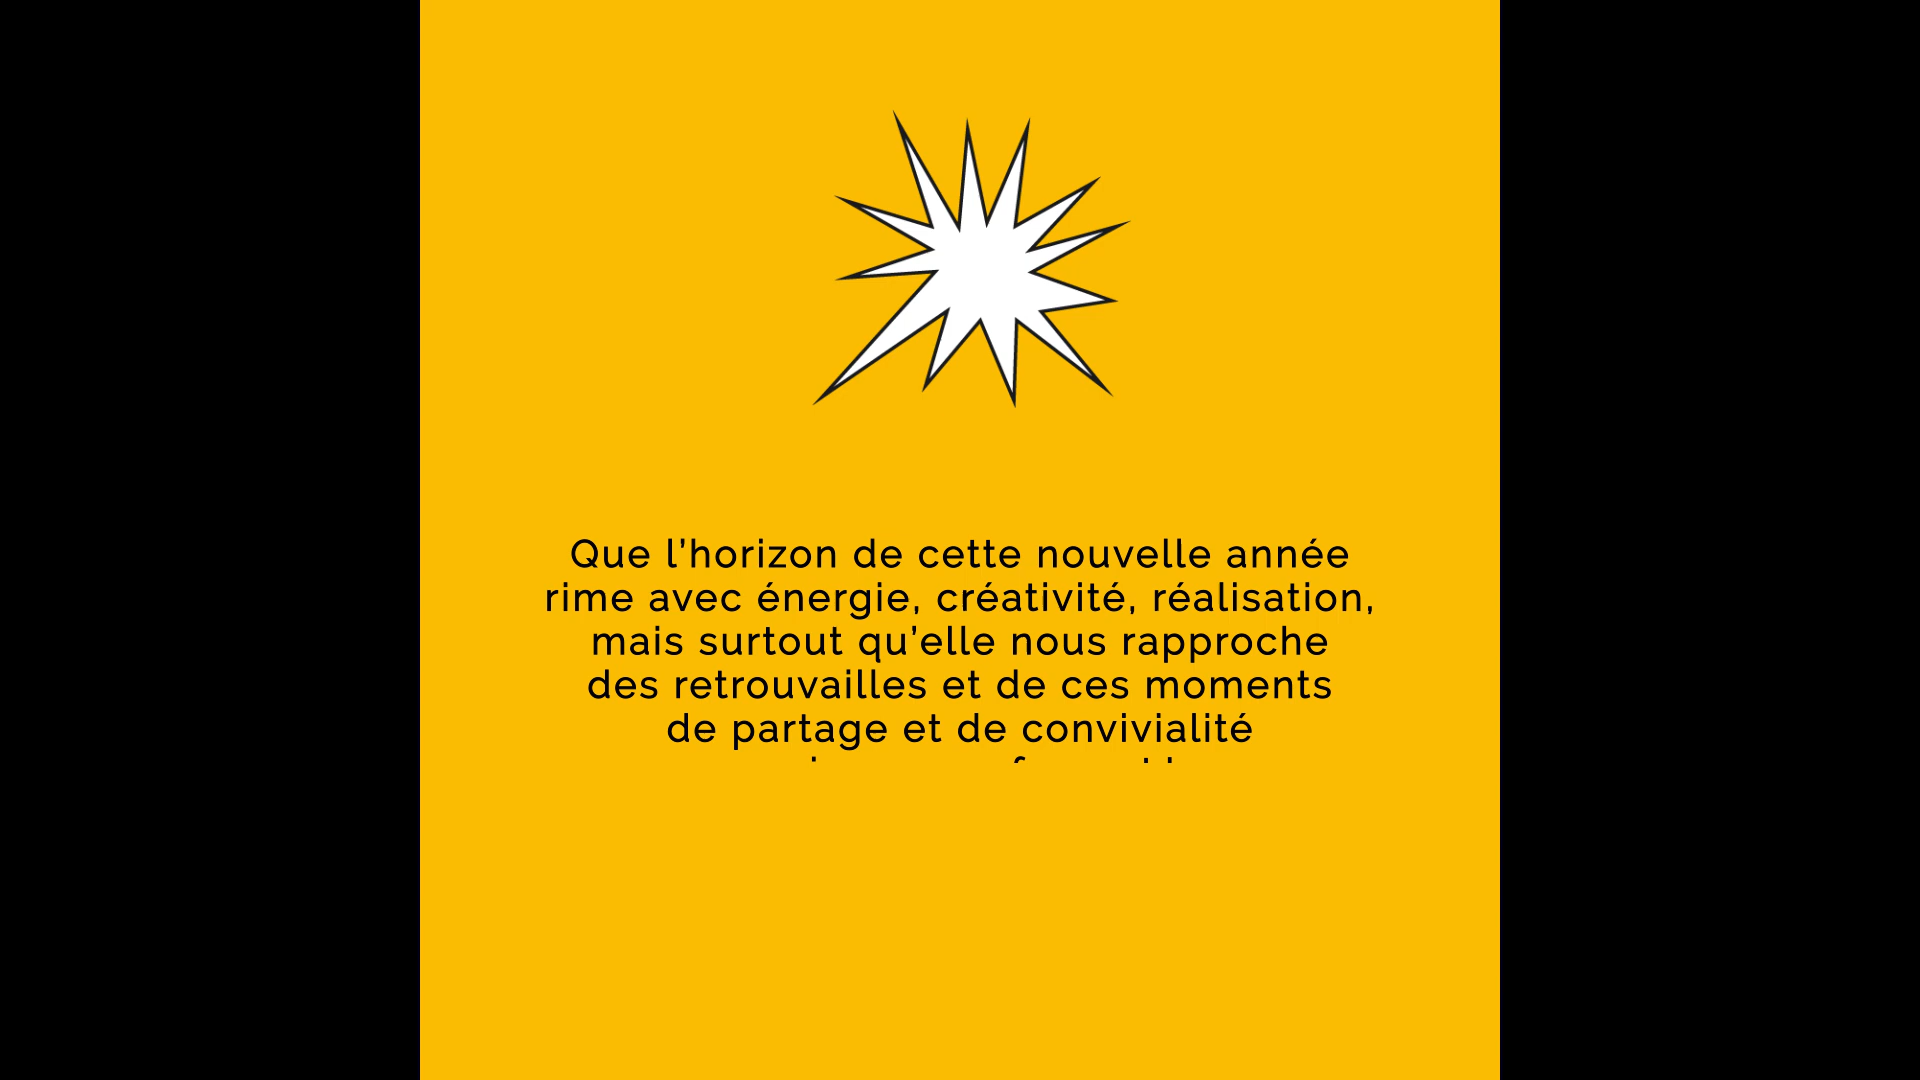 Que l’horizon de cette nouvelle année
rime avec énergie, créativité, réalisation,
mais surtout qu’elle nous rapproche
des retrouvailles et de ces moments
de partage et de convivialité